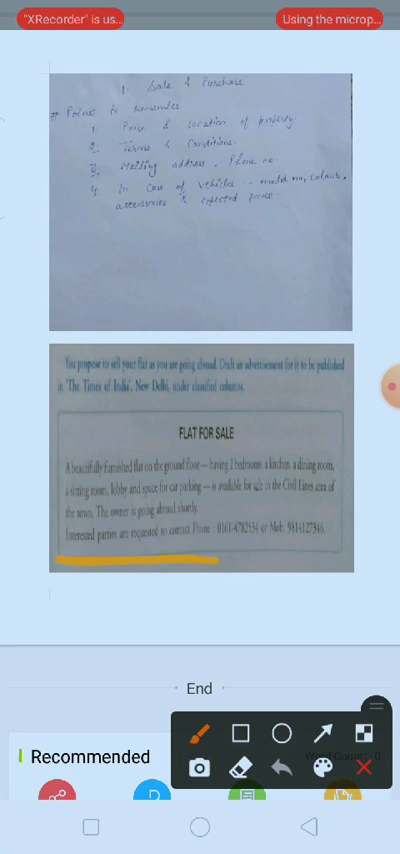 "XRecorder" is us...
Using the microp...
1. Sale & Purchase
# Points to remember
1. Price & Location of property.
2. Terms & Conditions.
3. Mailing address, Phone no.
4. In Case of vehicles - model no, colour,
accessories & expected price.
You propose to sell your flat as you are going abroad. Draft an advertisement for it to be published
in 'The Times of India', New Delhi, under classified columns.
FLAT FOR SALE
A beautifully furnished flat on the ground floor — having 2 bedrooms, a kitchen, a dining room,
a sitting room, lobby and space for car parking — is available for sale in the Civil Lines area of
the town. The owner is going abroad shortly.
Interested parties are requested to contact Phone : 0161-4782534 or Mob: 9814127346.
End
Recommended
Word Count: 0